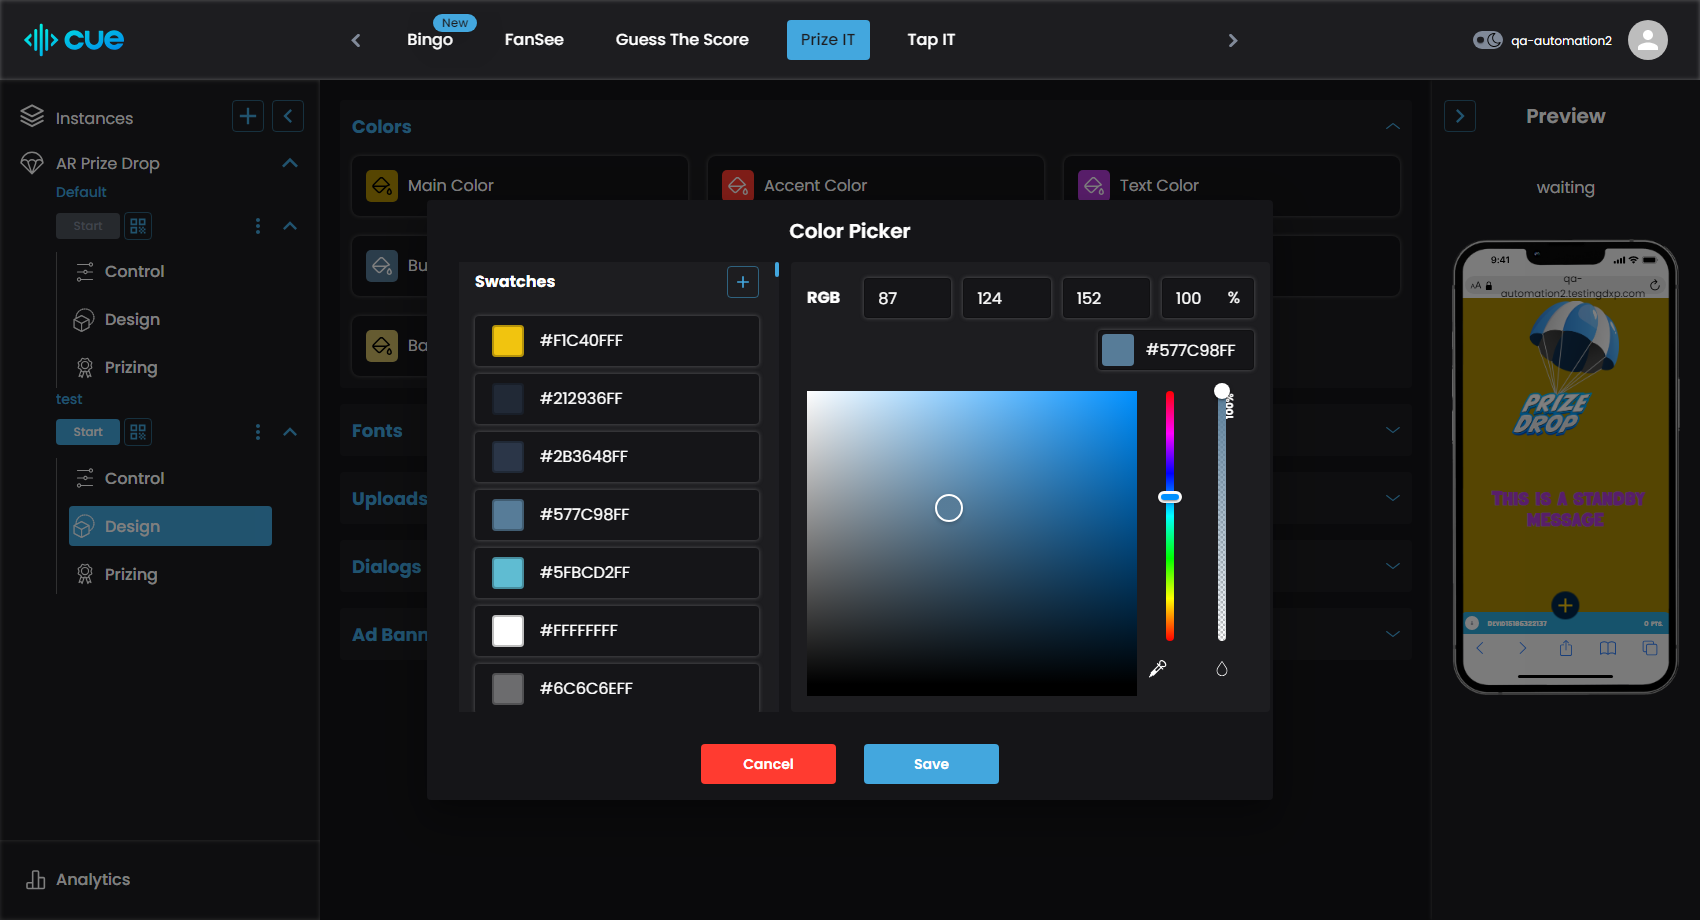 cue
New
Bingo
FanSee
Guess The Score
Prize IT
Tap IT
qa-automation2
Instances
AR Prize Drop
Default
Start
Control
Design
Prizing
test
Start
Control
Design
Prizing
Analytics
Colors
Main Color
Accent Color
Text Color
Bu
Ba
Fonts
Uploads
Dialogs
Ad Bann
Color Picker
Swatches
#F1C40FFF
#212936FF
#2B3648FF
#577C98FF
#5FBCD2FF
#FFFFFFFF
#6C6C6EFF
RGB
87
124
152
100 %
#577C98FF
100%
Cancel
Save
Preview
waiting
9:41
AA
qa-
automation2.testingdxp.com
PRIZE
DROP
THIS IS A STANDBY
MESSAGE
0 PTS.